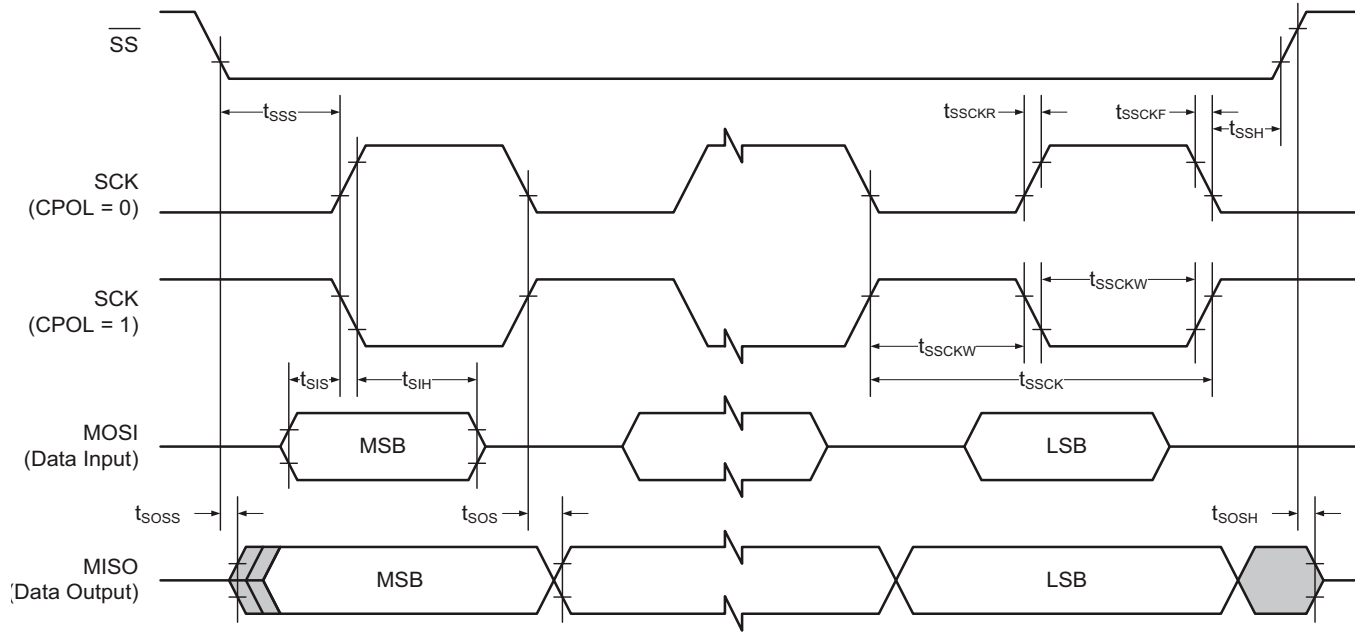 SS
tSSS
tSSCKR
tSSCKF
tSSH
SCK
(CPOL = 0)
SCK
(CPOL = 1)
tSSCKW
tSSCKW
tSIS
tSIH
tSSCK
MOSI
(Data Input)
MSB
LSB
tSOSS
tSOS
tSOSH
MISO
(Data Output)
MSB
LSB